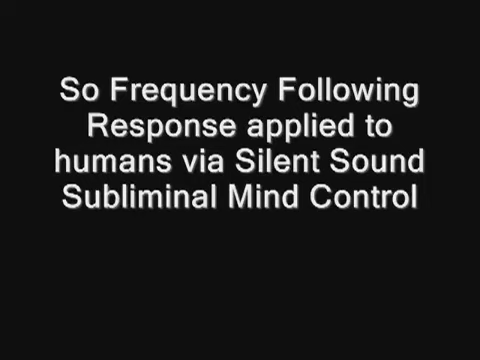 So Frequency Following
Response applied to
humans via Silent Sound
Subliminal Mind Control